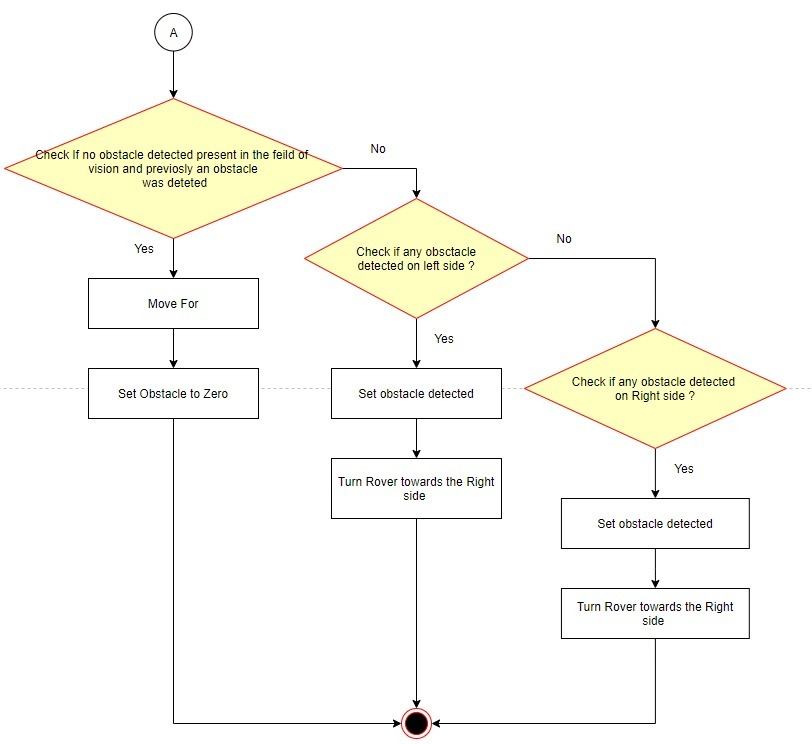 A
Check If no obstacle detected present in the feild of
vision and previosly an obstacle
was deteted
No
Yes
Check if any obsctacle
detected on left side ?
No
Move For
Yes
Set Obstacle to Zero
Set obstacle detected
Check if any obstacle detected
on Right side ?
Turn Rover towards the Right
side
Yes
Set obstacle detected
Turn Rover towards the Right
side